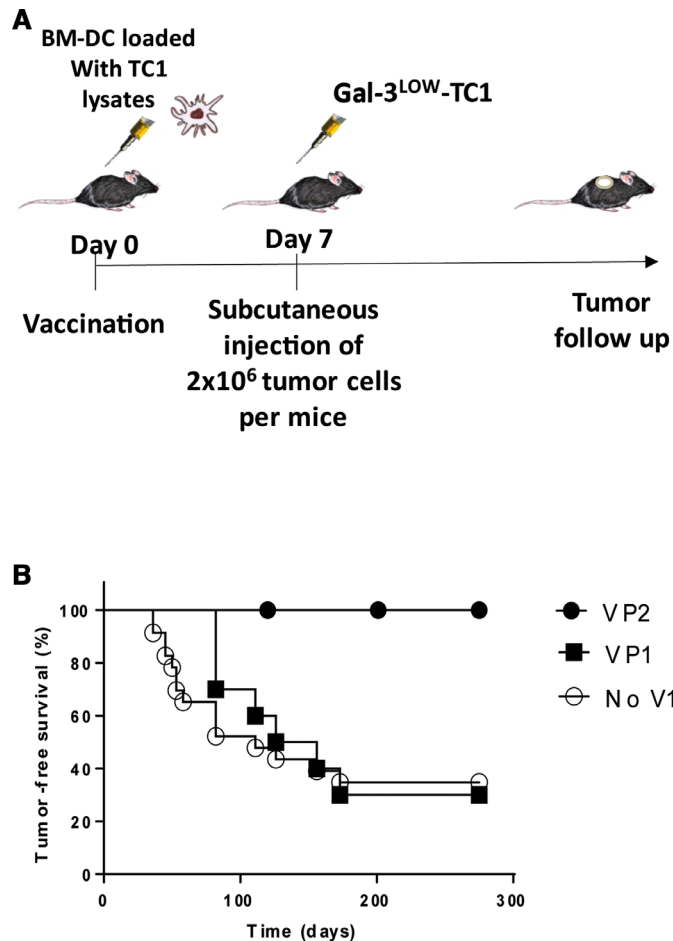 A
BM-DC loaded
With TC1
lysates
Gal-3LOW-TC1
Day 0
Day 7
Vaccination
Subcutaneous
injection of
2x10⁶ tumor cells
per mice
Tumor
follow up
B
100
80
60
40
20
0
Tumor -free survival (%)
0
100
200
300
Time (days)
VP2
VP1
No V1